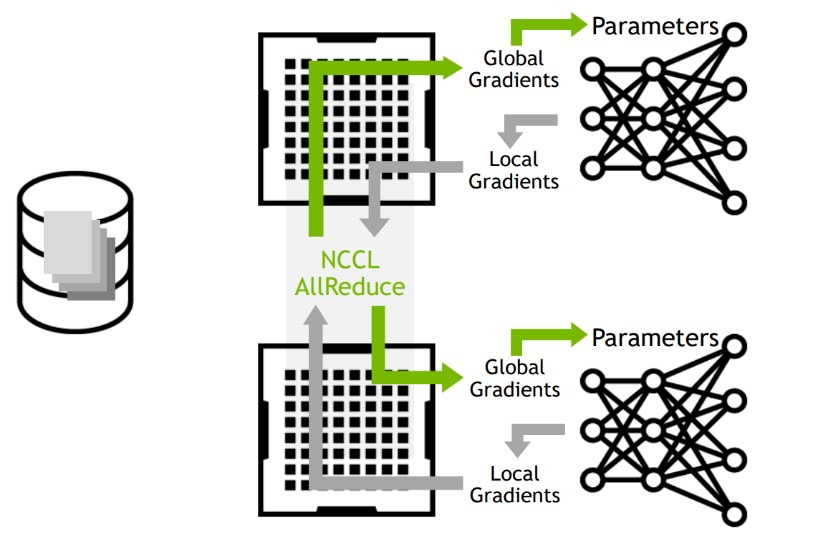 Parameters
Global
Gradients
Local
Gradients
NCCL
AllReduce
Parameters
Global
Gradients
Local
Gradients